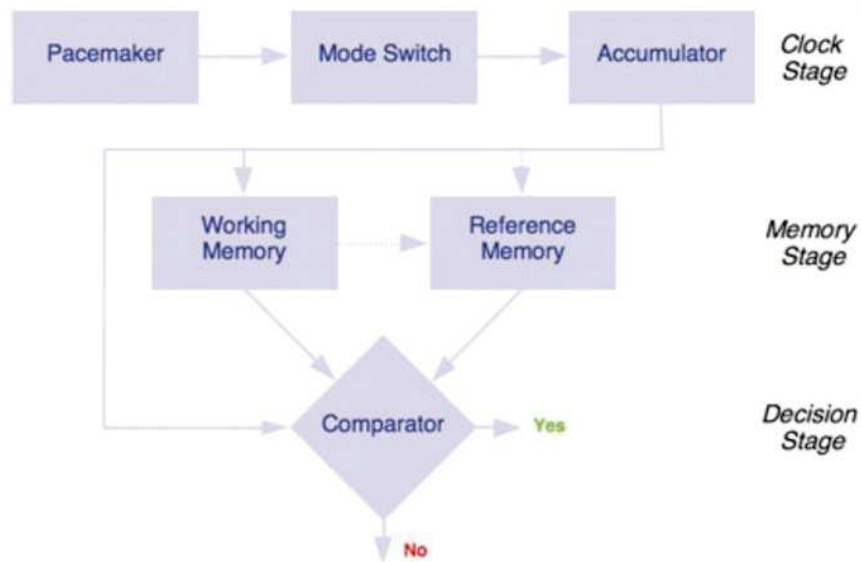 Pacemaker
Mode Switch
Accumulator
Clock
Stage
Working
Memory
Reference
Memory
Memory
Stage
Comparator
Yes
Decision
Stage
No